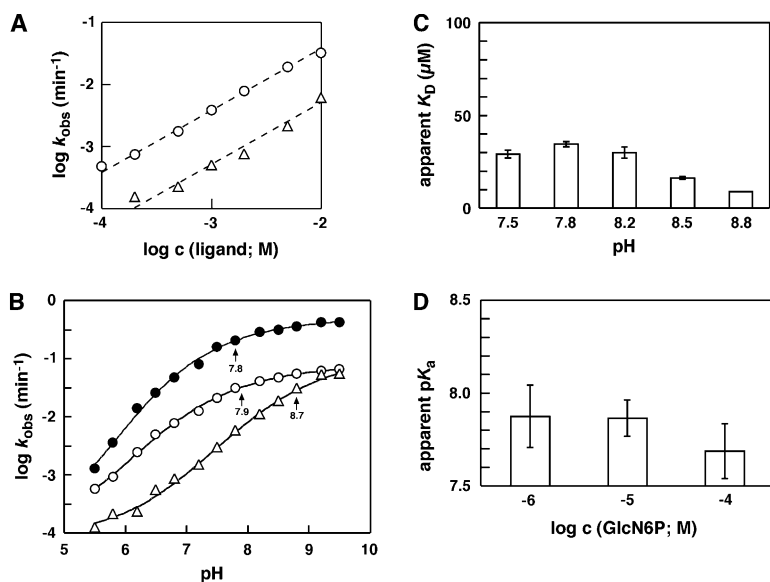 A
log kobs (min-1)
-1
-2
-3
-4
-4
-3
-2
log c (ligand; M)
B
log kobs (min-1)
0
-1
-2
-3
-4
7.8
7.9
8.7
5
6
7
8
9
10
pH
C
apparent KD (µM)
100
50
0
7.5
7.8
8.2
8.5
8.8
pH
D
apparent pKa
8.5
8.0
7.5
-6
-5
-4
log c (GlcN6P; M)